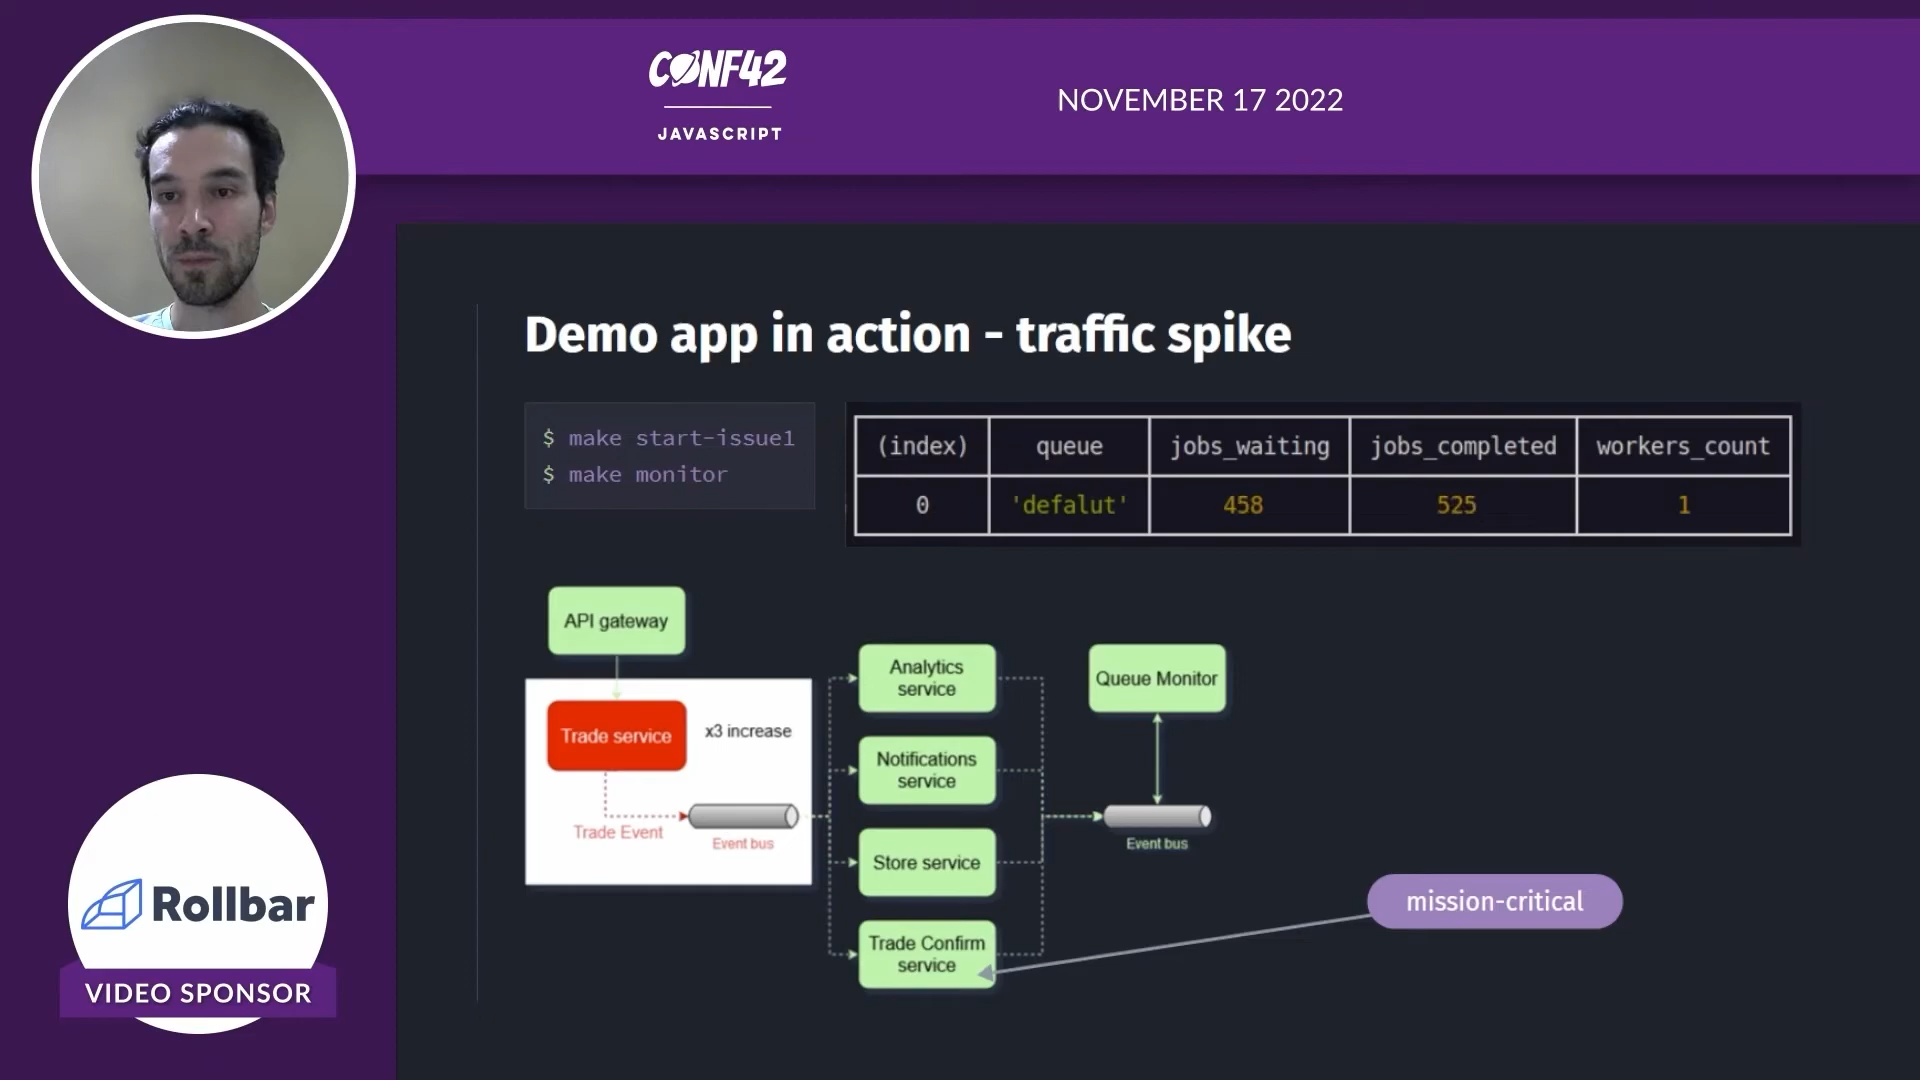 CONF42
JAVASCRIPT
NOVEMBER 17 2022
Demo app in action - traffic spike
$ make start-issue1
$ make monitor
(index) queue jobs_waiting jobs_completed workers_count
0 'defalut' 458 525 1
API gateway
Trade service
x3 increase
Trade Event
Event bus
Analytics
service
Notifications
service
Store service
Trade Confirm
service
Queue Monitor
Event bus
mission-critical
Rollbar
VIDEO SPONSOR